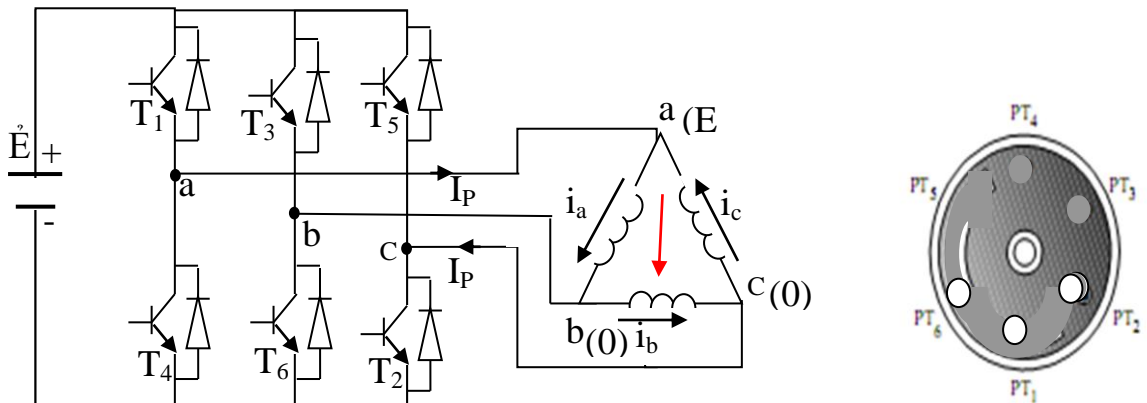 T₁
T₃
T₅
Ẻ +
-
a
b
C
I_P
I_P
T₄
T₆
T₂
a (E
i_a
i_c
b(0) i_b
C (0)
PT₄
PT₅
PT₃
PT₆
PT₂
PT₁